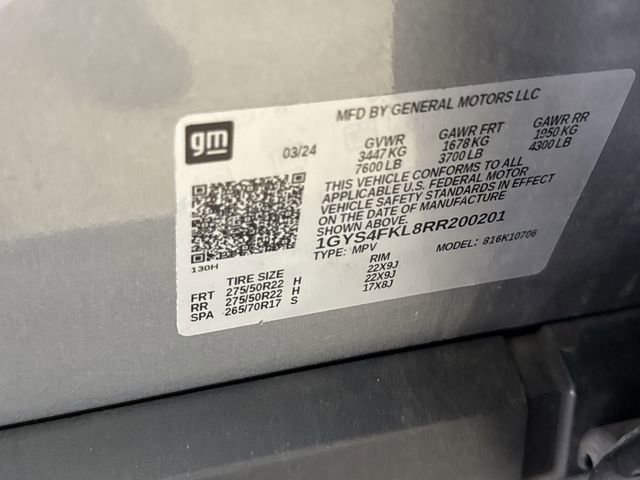 gm
MFD BY GENERAL MOTORS LLC
03/24
GVWR GAWR FRT GAWR RR
3447 KG 1678 KG 1950 KG
7600 LB 3700 LB 4300 LB
THIS VEHICLE CONFORMS TO ALL
APPLICABLE U.S. FEDERAL MOTOR
VEHICLE SAFETY STANDARDS IN EFFECT
ON THE DATE OF MANUFACTURE
SHOWN ABOVE.
1GYS4FKL8RR200201
TYPE: MPV MODEL: 816K10706
130H
TIRE SIZE RIM
FRT 275/50R22 H 22X9J
RR 275/50R22 H 22X9J
SPA 265/70R17 S 17X8J